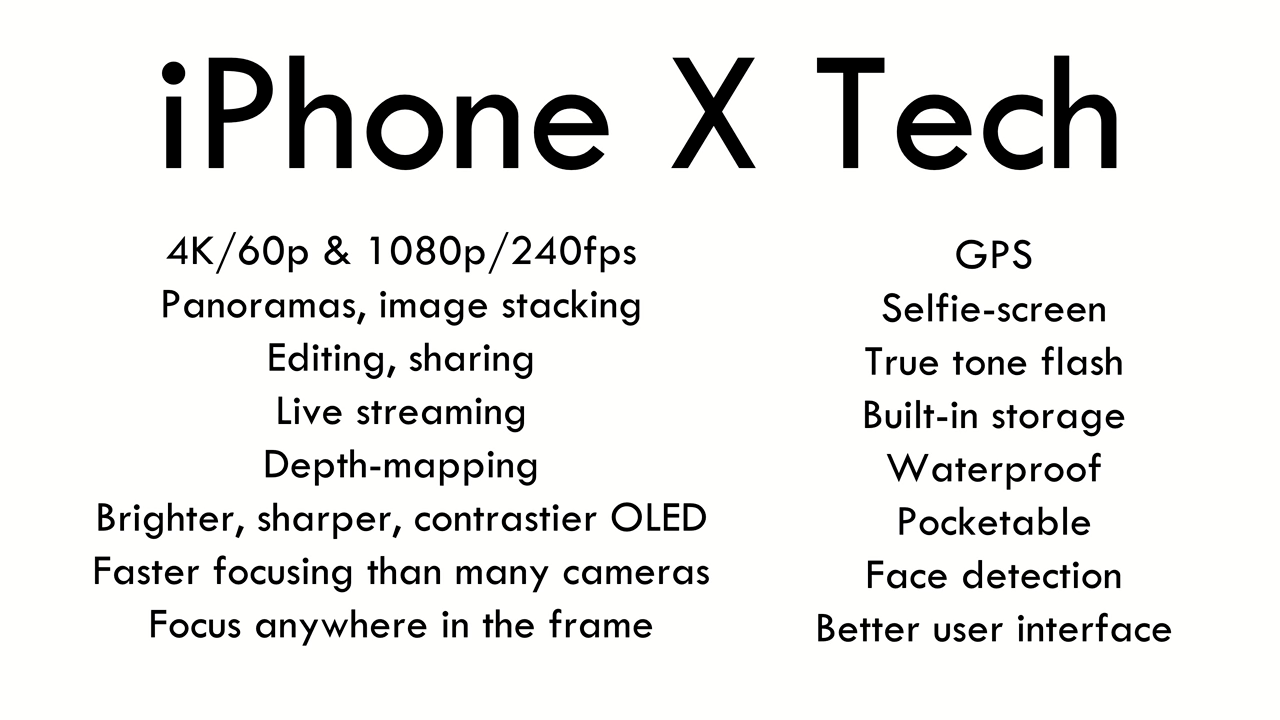 iPhone X Tech
4K/60p & 1080p/240fps
Panoramas, image stacking
Editing, sharing
Live streaming
Depth-mapping
Brighter, sharper, contrastier OLED
Faster focusing than many cameras
Focus anywhere in the frame
GPS
Selfie-screen
True tone flash
Built-in storage
Waterproof
Pocketable
Face detection
Better user interface